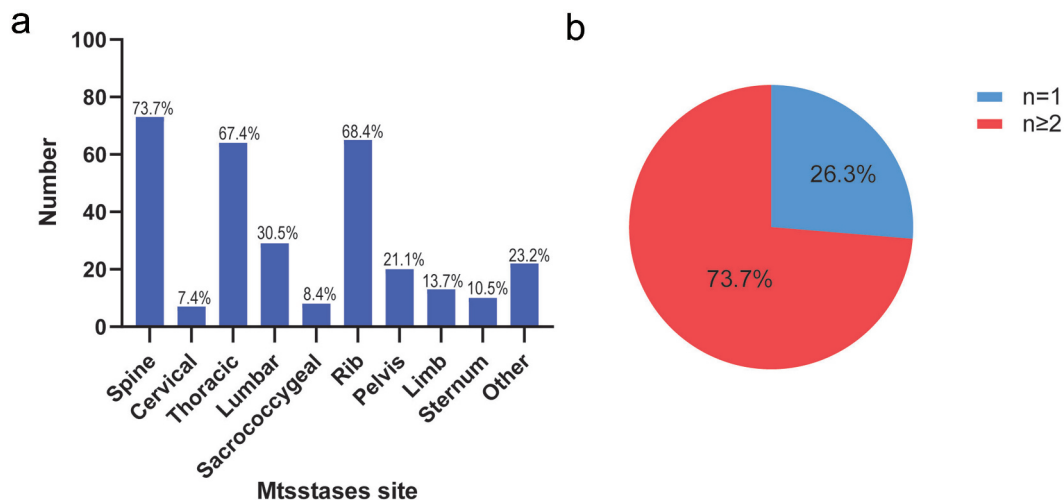 a
100
80
60
40
20
0
Number
73.7%
7.4%
67.4%
30.5%
8.4%
68.4%
21.1%
13.7%
10.5%
23.2%
Spine
Cervical
Thoracic
Lumbar
Sacrococcygeal
Rib
Pelvis
Limb
Sternum
Other
Mtsstases site
b
n=1
n≥2
26.3%
73.7%